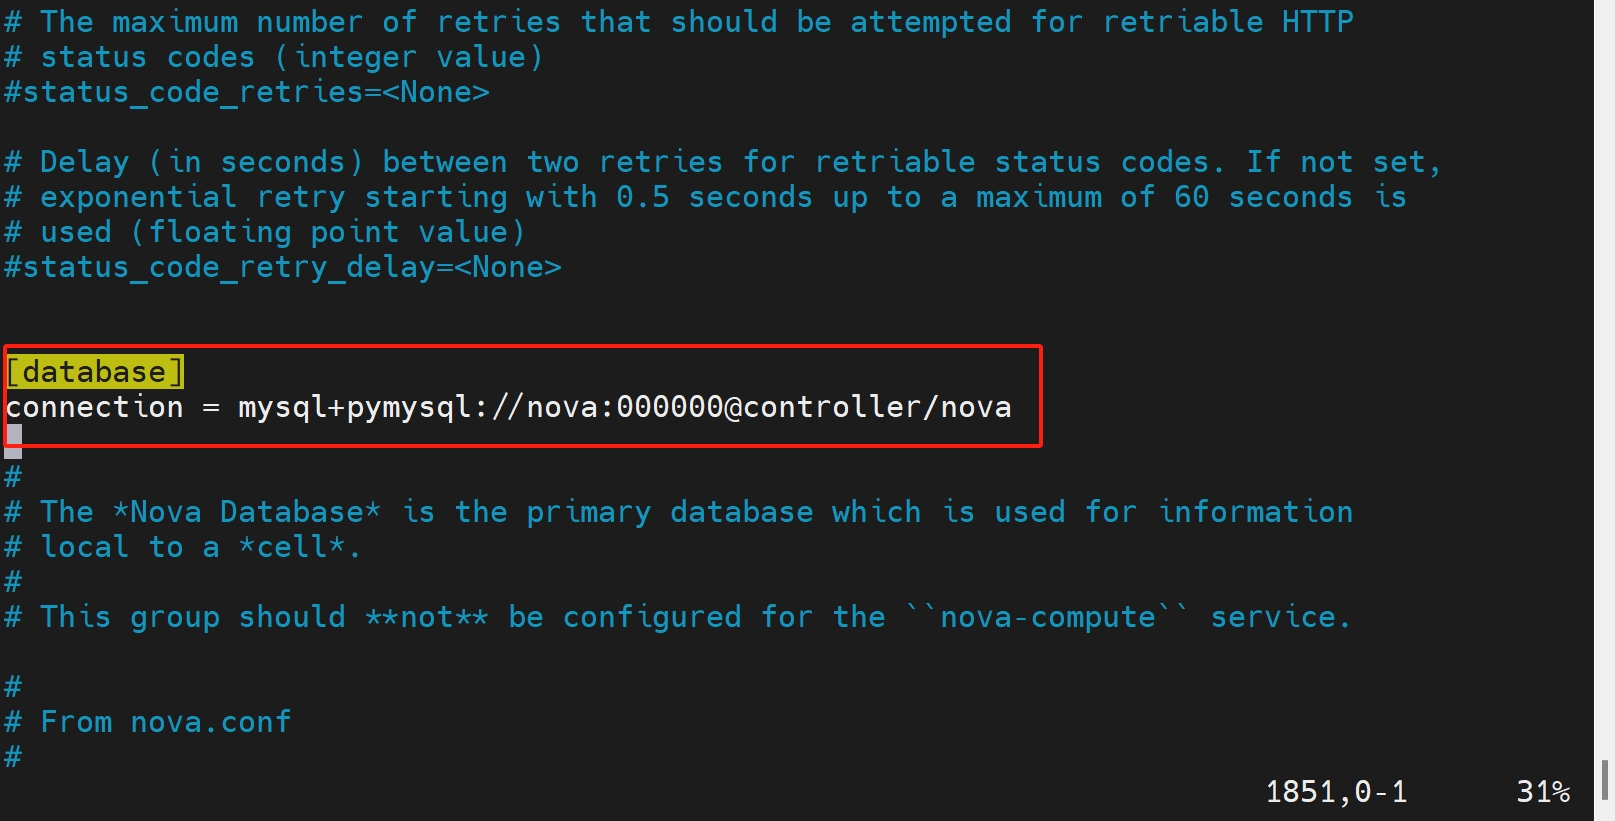 # The maximum number of retries that should be attempted for retriable HTTP
# status codes (integer value)
#status_code_retries=<None>
# Delay (in seconds) between two retries for retriable status codes. If not set,
# exponential retry starting with 0.5 seconds up to a maximum of 60 seconds is
# used (floating point value)
#status_code_retry_delay=<None>
[database]
connection = mysql+pymysql://nova:000000@controller/nova
#
# The *Nova Database* is the primary database which is used for information
# local to a *cell*.
#
# This group should **not** be configured for the ``nova-compute`` service.
#
# From nova.conf
#
1851,0-1 31%